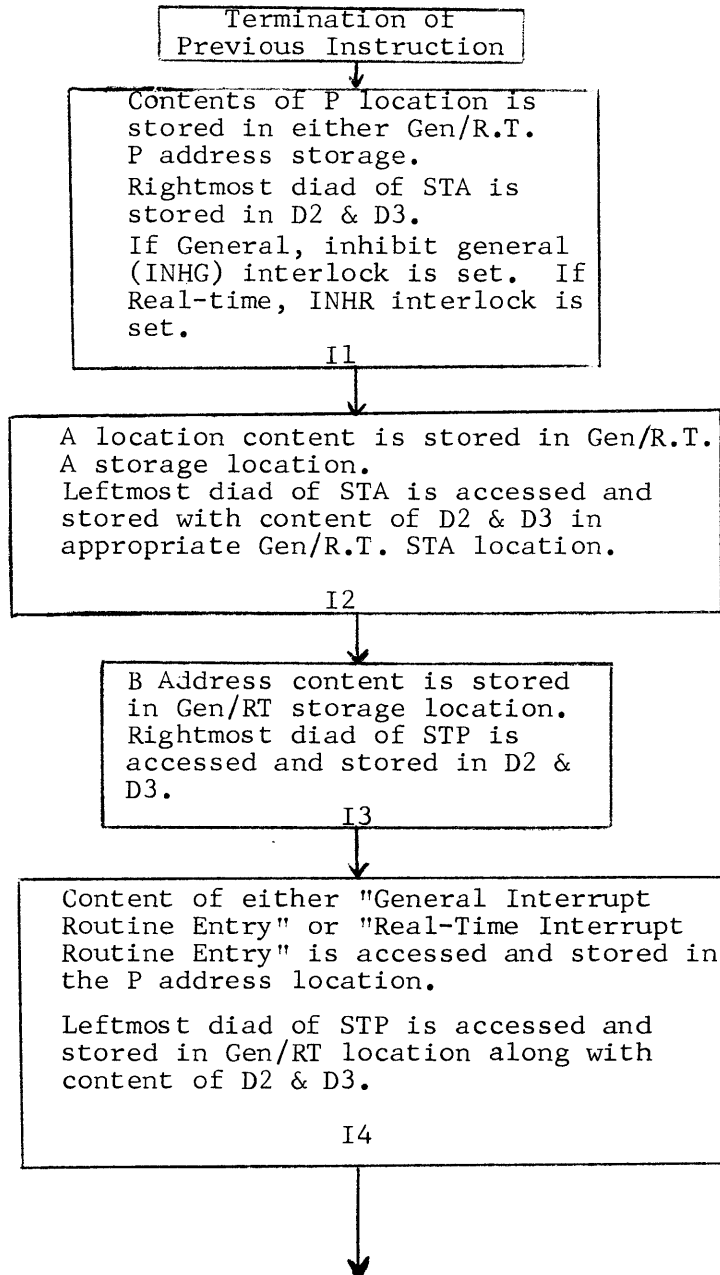 Termination of
Previous Instruction
Contents of P location is
stored in either Gen/R.T.
P address storage.
Rightmost diad of STA is
stored in D2 & D3.
If General, inhibit general
(INHG) interlock is set. If
Real-time, INHR interlock is
set.
I1
A location content is stored in Gen/R.T.
A storage location.
Leftmost diad of STA is accessed and
stored with content of D2 & D3 in
appropriate Gen/R.T. STA location.
I2
B Address content is stored
in Gen/RT storage location.
Rightmost diad of STP is
accessed and stored in D2 &
D3.
I3
Content of either "General Interrupt
Routine Entry" or "Real-Time Interrupt
Routine Entry" is accessed and stored in
the P address location.
Leftmost diad of STP is accessed and
stored in Gen/RT location along with
content of D2 & D3.
I4